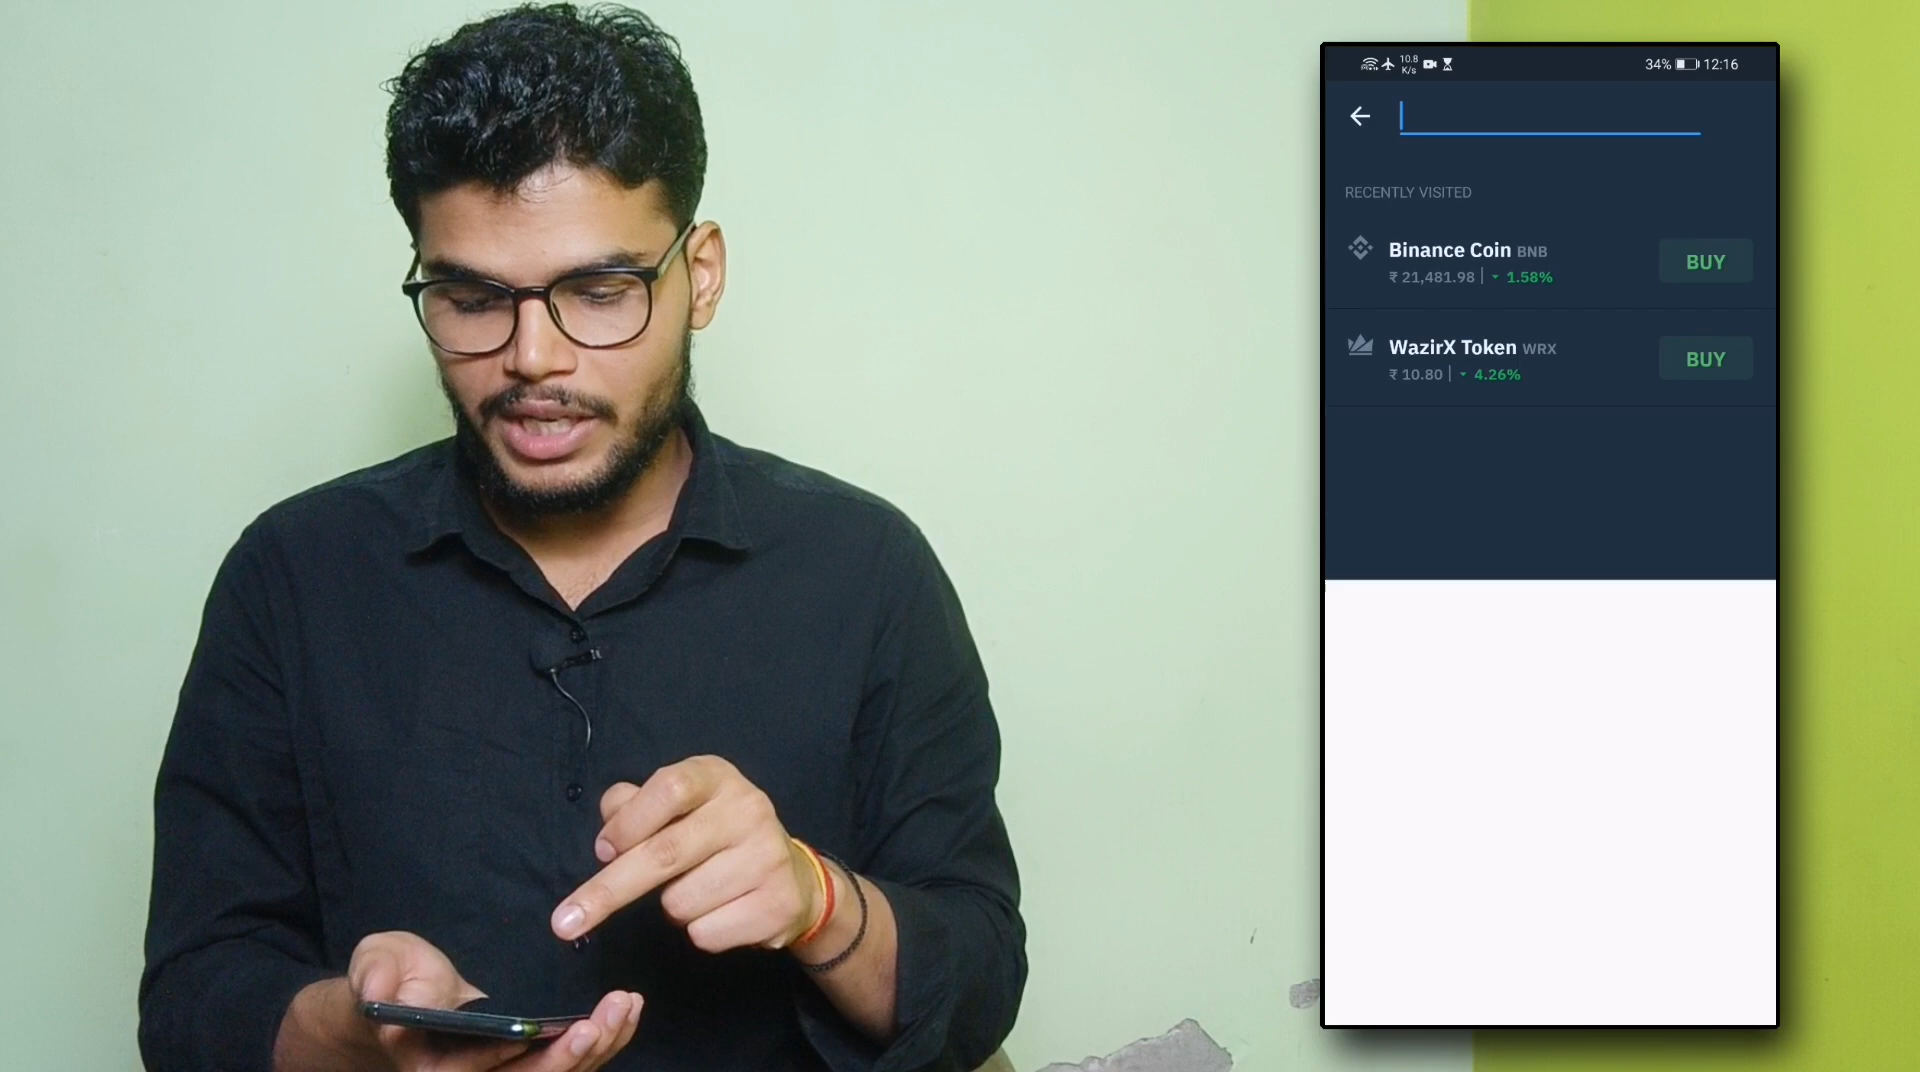 10.8
K/s
34% 12:16
RECENTLY VISITED
Binance Coin BNB
₹ 21,481.98 | 1.58%
BUY
WazirX Token WRX
₹ 10.80 | 4.26%
BUY